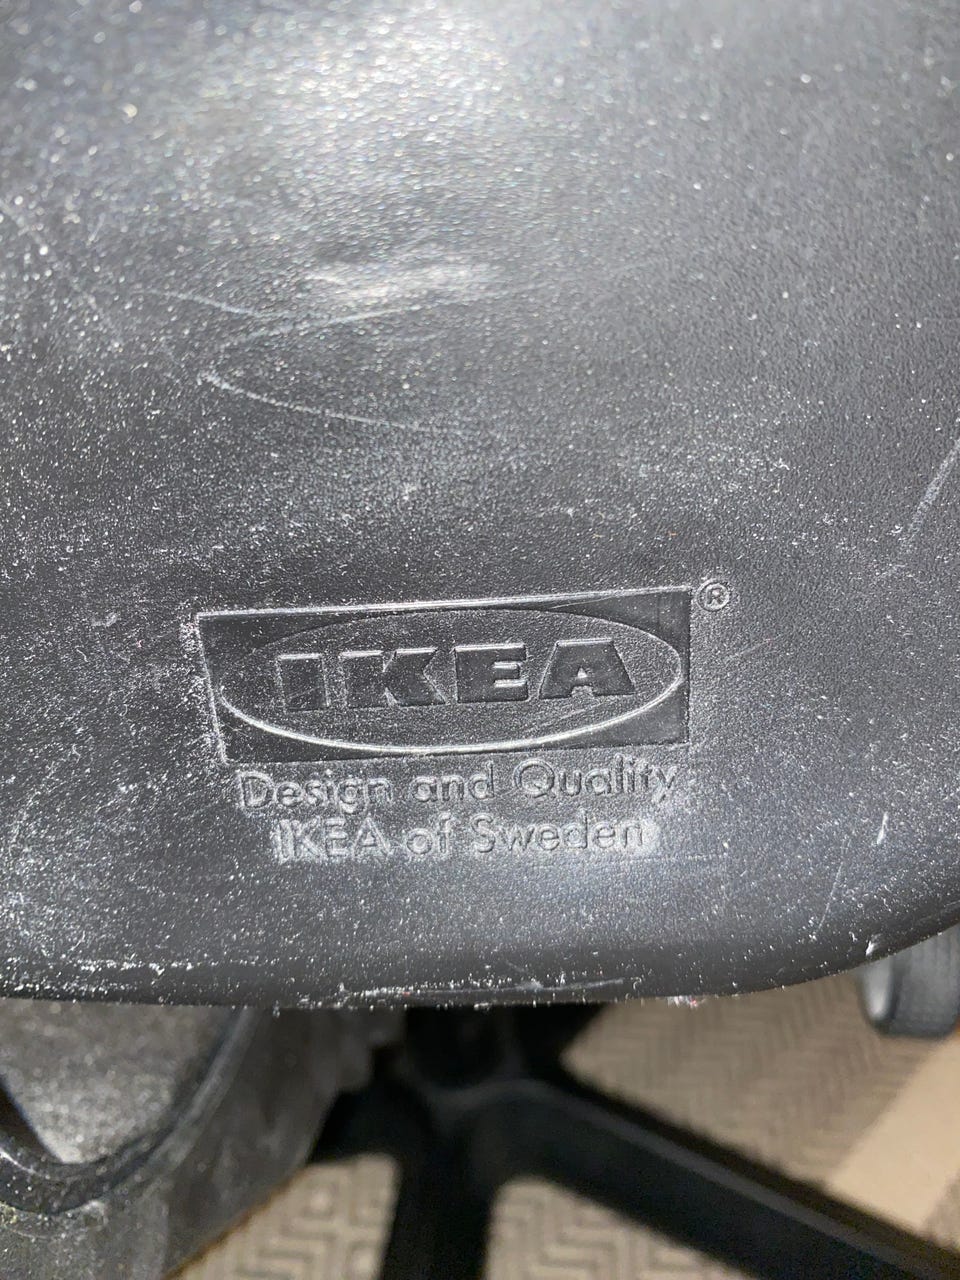 IKEA®
Design and Quality
IKEA of Sweden